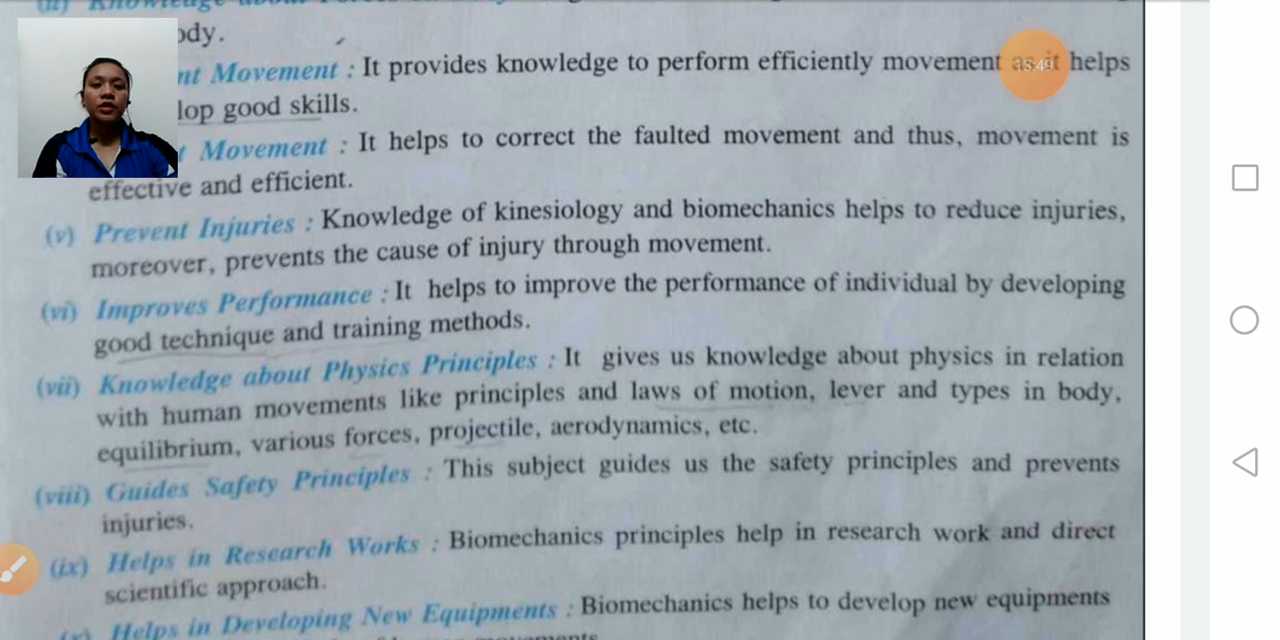 (ii) Knowledge about
ody.
nt Movement : It provides knowledge to perform efficiently movement as it helps
lop good skills.
t Movement : It helps to correct the faulted movement and thus, movement is
effective and efficient.
(v) Prevent Injuries : Knowledge of kinesiology and biomechanics helps to reduce injuries,
moreover, prevents the cause of injury through movement.
(vi) Improves Performance : It helps to improve the performance of individual by developing
good technique and training methods.
(vii) Knowledge about Physics Principles : It gives us knowledge about physics in relation
with human movements like principles and laws of motion, lever and types in body,
equilibrium, various forces, projectile, aerodynamics, etc.
(viii) Guides Safety Principles : This subject guides us the safety principles and prevents
injuries.
(ix) Helps in Research Works : Biomechanics principles help in research work and direct
scientific approach.
(x) Helps in Developing New Equipments : Biomechanics helps to develop new equipments
movements